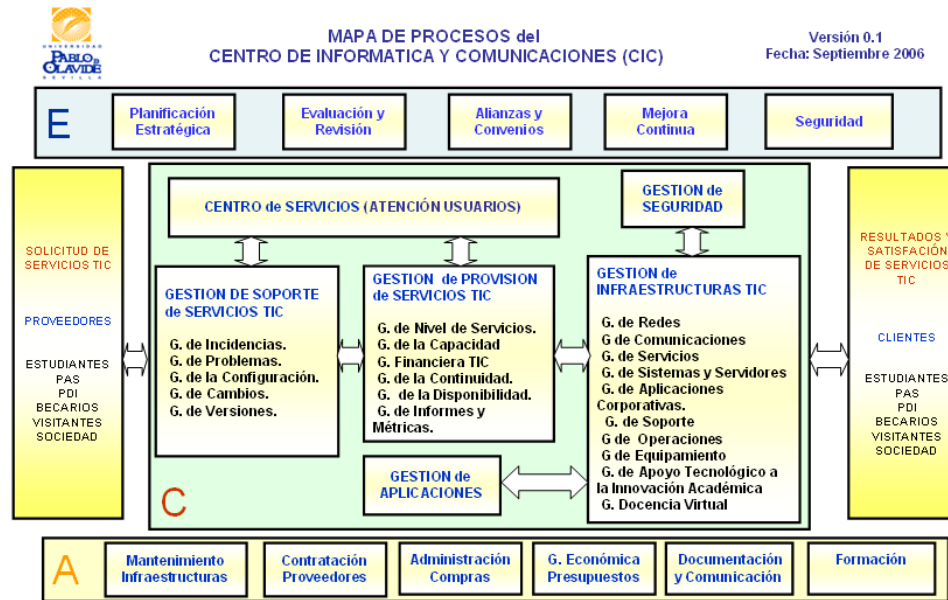 UNIVERSIDAD
PABLO DE
OLAVIDE
SEVILLA
MAPA DE PROCESOS del
CENTRO DE INFORMATICA Y COMUNICACIONES (CIC)
Versión 0.1
Fecha: Septiembre 2006
E
Planificación
Estratégica
Evaluación y
Revisión
Alianzas y
Convenios
Mejora
Continua
Seguridad
SOLICITUD DE
SERVICIOS TIC
PROVEEDORES
ESTUDIANTES
PAS
PDI
BECARIOS
VISITANTES
SOCIEDAD
CENTRO de SERVICIOS (ATENCIÓN USUARIOS)
GESTION de
SEGURIDAD
GESTION DE SOPORTE
de SERVICIOS TIC
G. de Incidencias.
G. de Problemas.
G. de la Configuración.
G. de Cambios.
G. de Versiones.
GESTION de PROVISION
de SERVICIOS TIC
G. de Nivel de Servicios.
G. de la Capacidad
G. Financiera TIC
G. de la Continuidad.
G. de la Disponibilidad.
G. de Informes y
Métricas.
GESTION de
INFRAESTRUCTURAS TIC
G. de Redes
G de Comunicaciones
G. de Servicios
G. de Sistemas y Servidores
G. de Aplicaciones
Corporativas.
G. de Soporte
G de Operaciones
G de Equipamiento
G. de Apoyo Tecnológico a
la Innovación Académica
G. Docencia Virtual
GESTION de
APLICACIONES
C
RESULTADOS Y
SATISFACIÓN
DE SERVICIOS
TIC
CLIENTES
ESTUDIANTES
PAS
PDI
BECARIOS
VISITANTES
SOCIEDAD
A
Mantenimiento
Infraestructuras
Contratación
Proveedores
Administración
Compras
G. Económica
Presupuestos
Documentación
y Comunicación
Formación